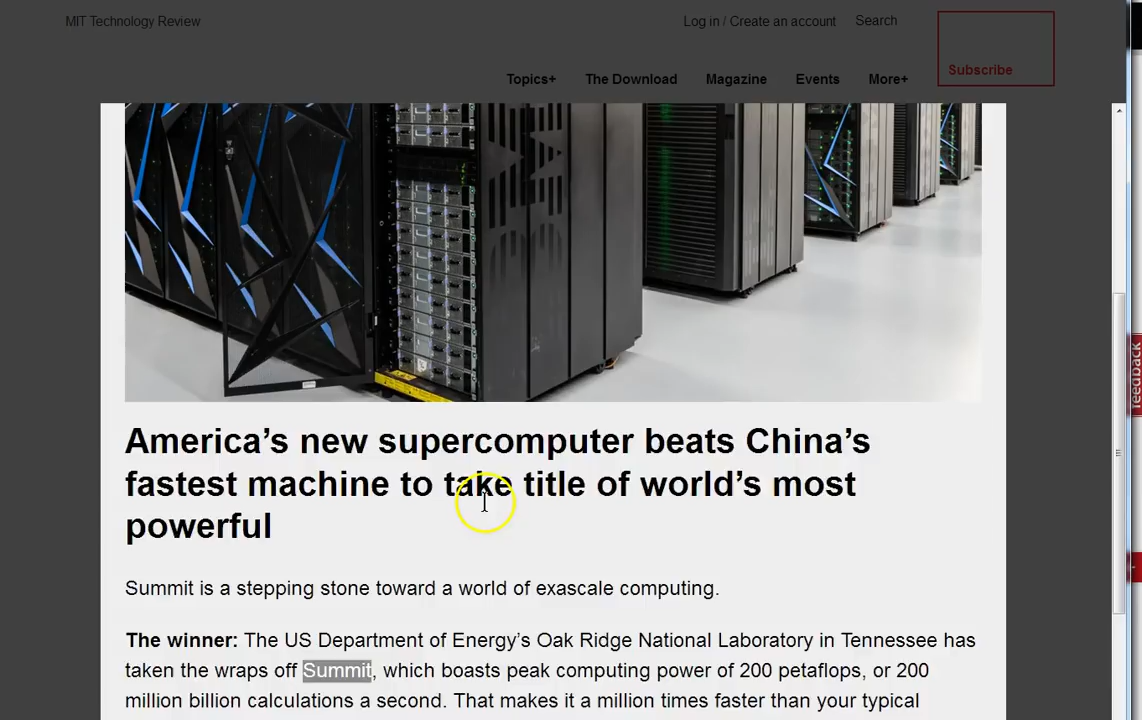 MIT Technology Review
Log in / Create an account
Search
Subscribe
Topics+
The Download
Magazine
Events
More+
America’s new supercomputer beats China’s
fastest machine to take title of world’s most
powerful
Summit is a stepping stone toward a world of exascale computing.
The winner: The US Department of Energy’s Oak Ridge National Laboratory in Tennessee has
taken the wraps off Summit, which boasts peak computing power of 200 petaflops, or 200
million billion calculations a second. That makes it a million times faster than your typical
feedback